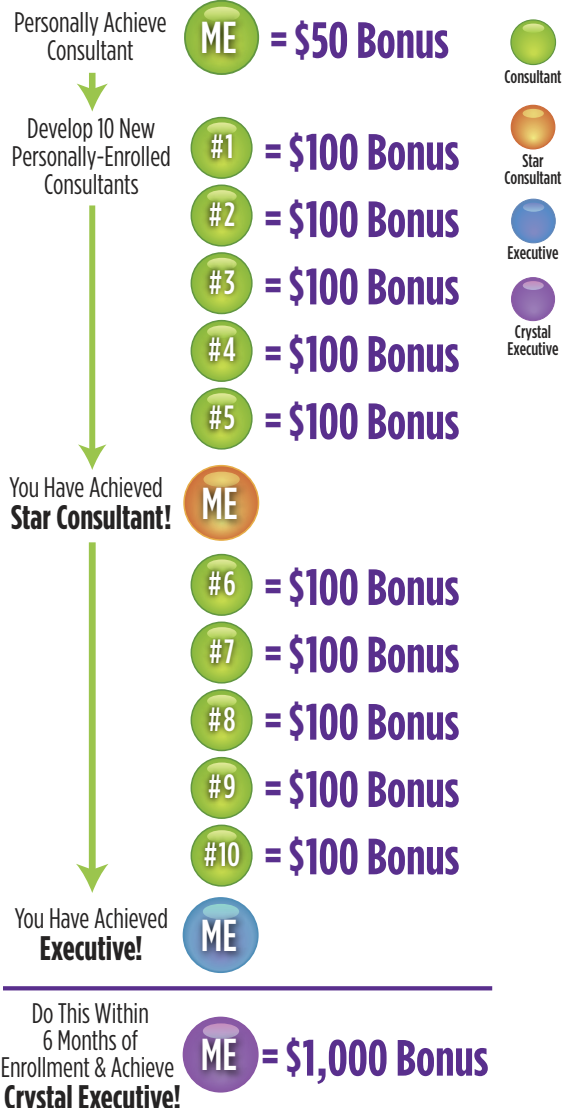 Personally Achieve
Consultant
ME = $50 Bonus
Develop 10 New
Personally-Enrolled
Consultants
#1 = $100 Bonus
#2 = $100 Bonus
#3 = $100 Bonus
#4 = $100 Bonus
#5 = $100 Bonus
You Have Achieved
Star Consultant!
ME
#6 = $100 Bonus
#7 = $100 Bonus
#8 = $100 Bonus
#9 = $100 Bonus
#10 = $100 Bonus
You Have Achieved
Executive!
ME
Do This Within
6 Months of
Enrollment & Achieve
Crystal Executive!
ME = $1,000 Bonus
Consultant
Star
Consultant
Executive
Crystal
Executive